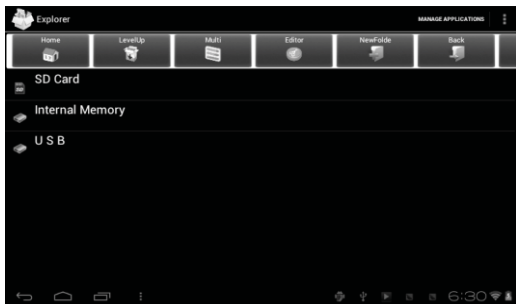 Explorer
MANAGE APPLICATIONS
Home LevelUp Multi Editor NewFolde Back
SD Card
Internal Memory
U S B
6:30